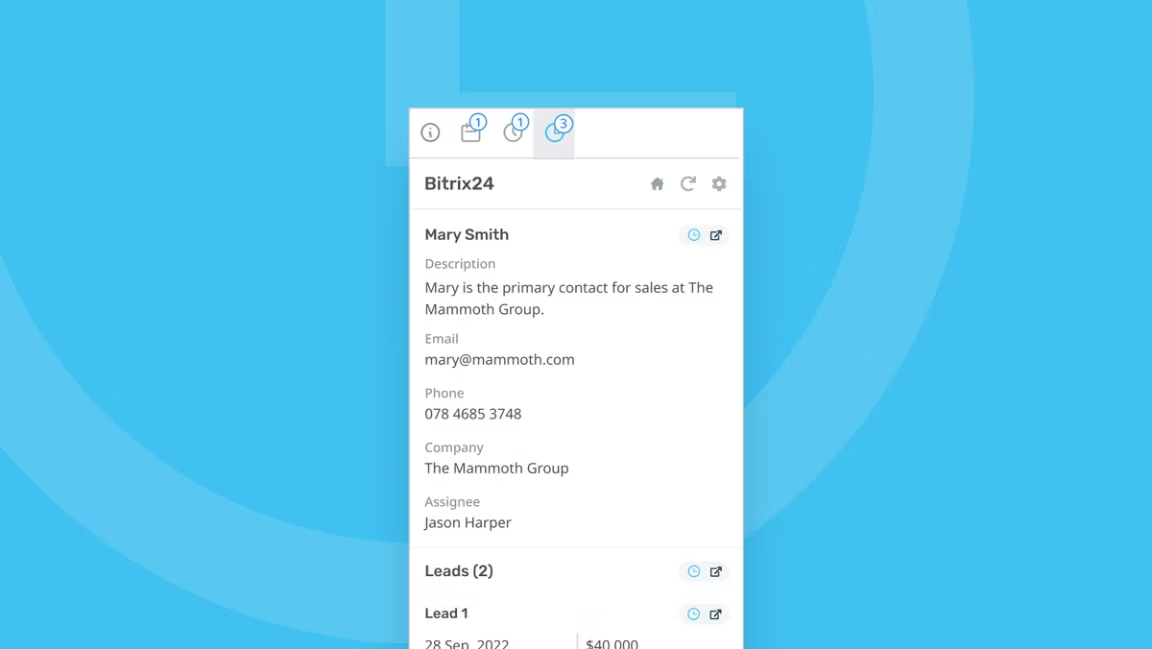 1 1 3
Bitrix24
Mary Smith
Description
Mary is the primary contact for sales at The
Mammoth Group.
Email
mary@mammoth.com
Phone
078 4685 3748
Company
The Mammoth Group
Assignee
Jason Harper
Leads (2)
Lead 1
28 Sep, 2022 $40,000